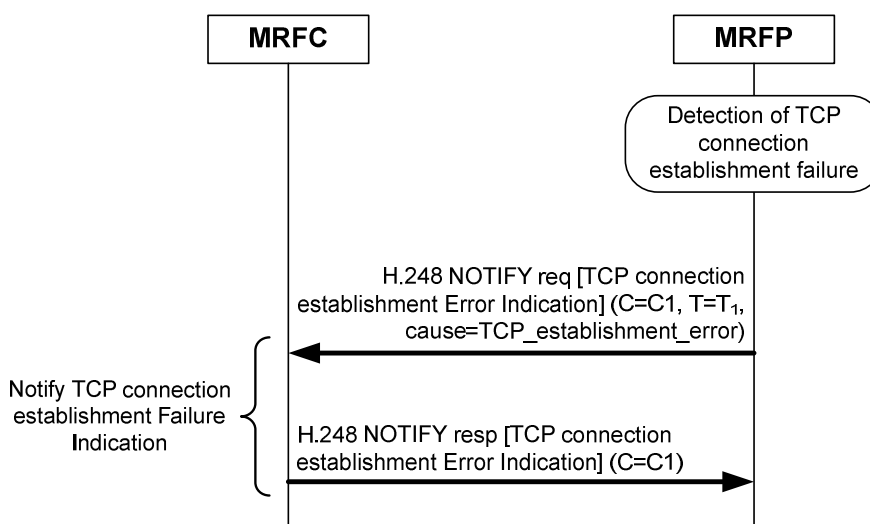 MRFC
MRFP
Detection of TCP
connection
establishment failure
H.248 NOTIFY req [TCP connection
establishment Error Indication] (C=C1, T=T₁,
cause=TCP_establishment_error)
Notify TCP connection
establishment Failure
Indication
H.248 NOTIFY resp [TCP connection
establishment Error Indication] (C=C1)